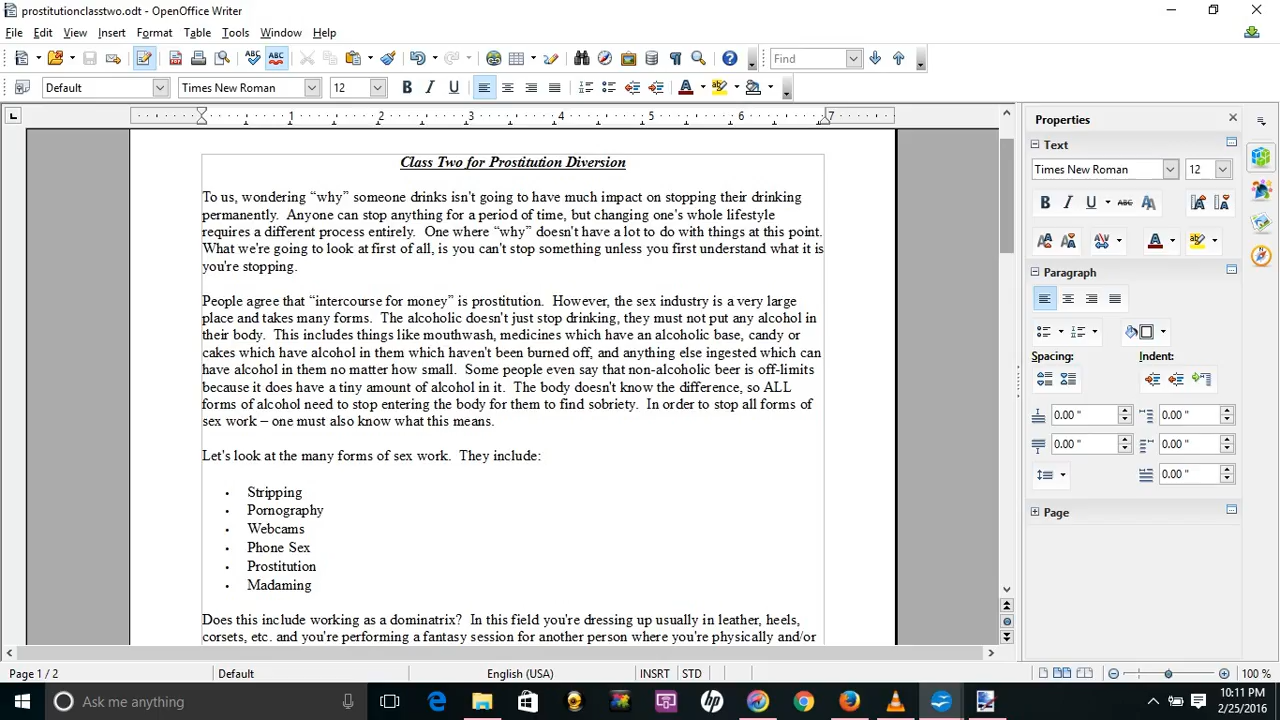 prostitutionclasstwo.odt - OpenOffice Writer
File Edit View Insert Format Table Tools Window Help
Find
Default Times New Roman 12
1 2 3 4 5 6 7
Properties
Text
Times New Roman 12
Paragraph
Spacing: Indent:
0.00 " 0.00 "
0.00 " 0.00 "
0.00 "
Page
Class Two for Prostitution Diversion
To us, wondering “why” someone drinks isn't going to have much impact on stopping their drinking
permanently.  Anyone can stop anything for a period of time, but changing one's whole lifestyle
requires a different process entirely.  One where “why” doesn't have a lot to do with things at this point.
What we're going to look at first of all, is you can't stop something unless you first understand what it is
you're stopping.
People agree that “intercourse for money” is prostitution.  However, the sex industry is a very large
place and takes many forms.  The alcoholic doesn't just stop drinking, they must not put any alcohol in
their body.  This includes things like mouthwash, medicines which have an alcoholic base, candy or
cakes which have alcohol in them which haven't been burned off, and anything else ingested which can
have alcohol in them no matter how small.  Some people even say that non-alcoholic beer is off-limits
because it does have a tiny amount of alcohol in it.  The body doesn't know the difference, so ALL
forms of alcohol need to stop entering the body for them to find sobriety.  In order to stop all forms of
sex work – one must also know what this means.
Let's look at the many forms of sex work.  They include:
• Stripping
• Pornography
• Webcams
• Phone Sex
• Prostitution
• Madaming
Does this include working as a dominatrix?  In this field you're dressing up usually in leather, heels,
corsets, etc. and you're performing a fantasy session for another person where you're physically and/or
Page 1 / 2 Default English (USA) INSRT STD 100 %
Ask me anything
10:11 PM
2/25/2016